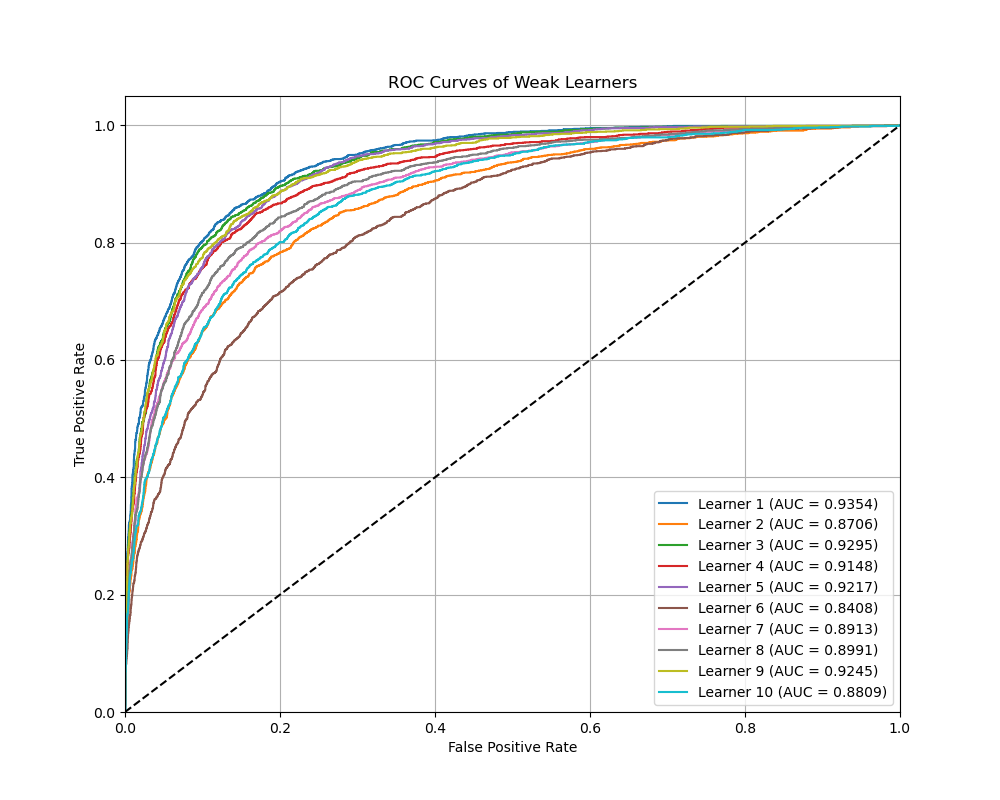 ROC Curves of Weak Learners
True Positive Rate
1.0
0.8
0.6
0.4
0.2
0.0
Learner 1 (AUC = 0.9354)
Learner 2 (AUC = 0.8706)
Learner 3 (AUC = 0.9295)
Learner 4 (AUC = 0.9148)
Learner 5 (AUC = 0.9217)
Learner 6 (AUC = 0.8408)
Learner 7 (AUC = 0.8913)
Learner 8 (AUC = 0.8991)
Learner 9 (AUC = 0.9245)
Learner 10 (AUC = 0.8809)
0.0 0.2 0.4 0.6 0.8 1.0
False Positive Rate